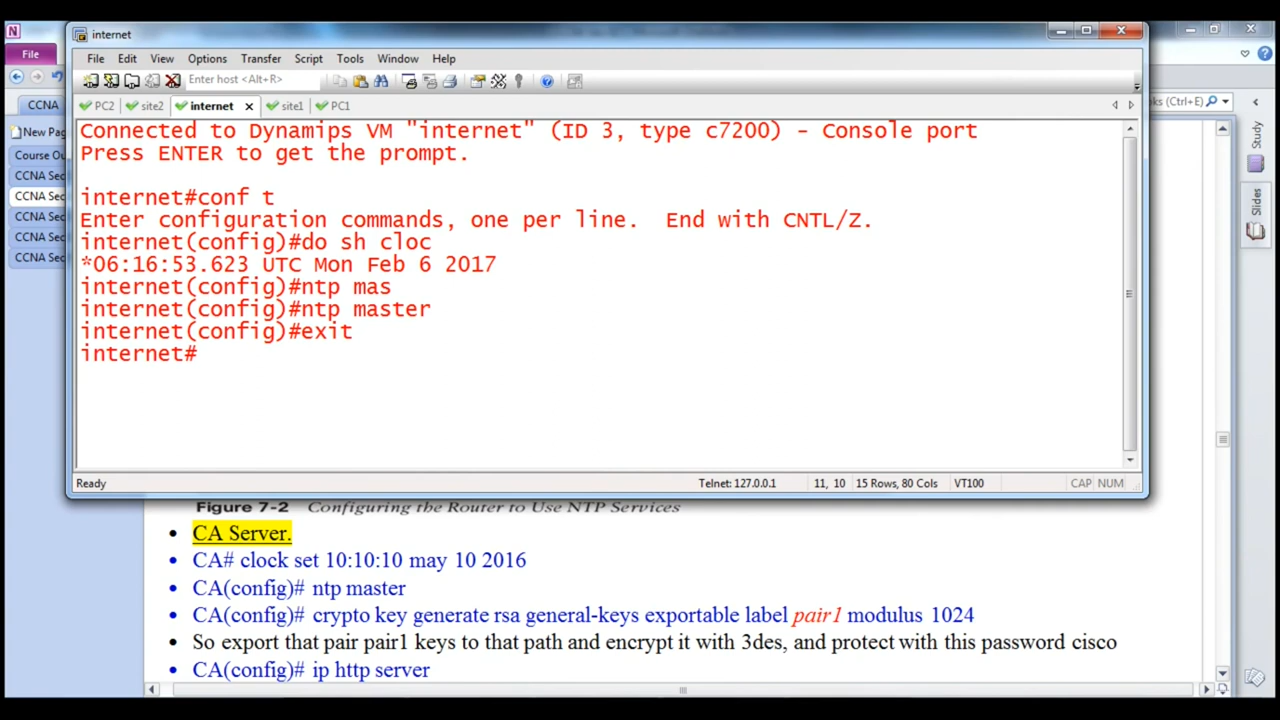 internet
File
File Edit View Options Transfer Script Tools Window Help
Enter host <Alt+R>
PC2 site2 internet site1 PC1
CCNA
ks (Ctrl+E)
New Pag
Course Ou
CCNA Sec
CCNA Sec
CCNA Sec
CCNA Sec
CCNA Sec
Study
Slides
Connected to Dynamips VM "internet" (ID 3, type c7200) - Console port
Press ENTER to get the prompt.
internet#conf t
Enter configuration commands, one per line.  End with CNTL/Z.
internet(config)#do sh cloc
*06:16:53.623 UTC Mon Feb 6 2017
internet(config)#ntp mas
internet(config)#ntp master
internet(config)#exit
internet#
Ready Telnet: 127.0.0.1 11, 10 15 Rows, 80 Cols VT100 CAP NUM
Figure 7-2 Configuring the Router to Use NTP Services
• CA Server.
• CA# clock set 10:10:10 may 10 2016
• CA(config)# ntp master
• CA(config)# crypto key generate rsa general-keys exportable label pair1 modulus 1024
• So export that pair pair1 keys to that path and encrypt it with 3des, and protect with this password cisco
• CA(config)# ip http server